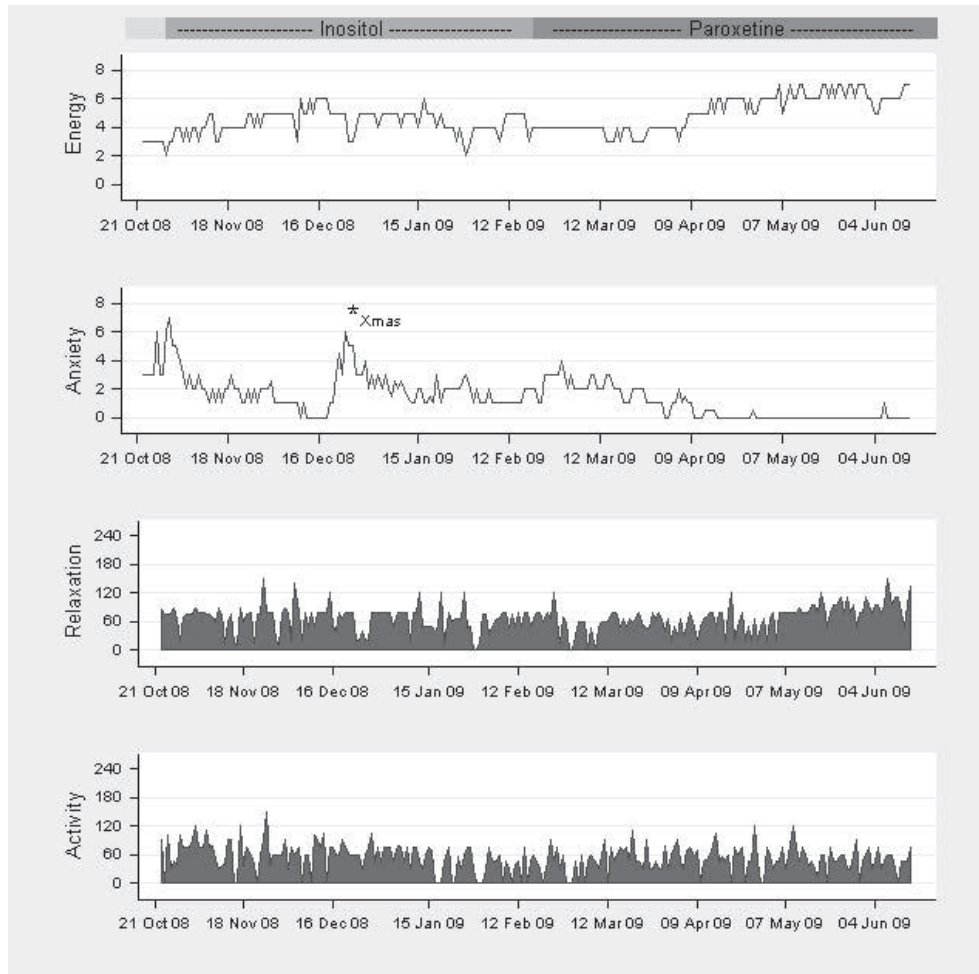 -------------------- Inositol ------------------ ------------------- Paroxetine ------------------
Energy
8
6
4
2
0
21 Oct 08 18 Nov 08 16 Dec 08 15 Jan 09 12 Feb 09 12 Mar 09 09 Apr 09 07 May 09 04 Jun 09
Anxiety
8
6
4
2
0
* Xmas
21 Oct 08 18 Nov 08 16 Dec 08 15 Jan 09 12 Feb 09 12 Mar 09 09 Apr 09 07 May 09 04 Jun 09
Relaxation
240
180
120
60
0
21 Oct 08 18 Nov 08 16 Dec 08 15 Jan 09 12 Feb 09 12 Mar 09 09 Apr 09 07 May 09 04 Jun 09
Activity
240
180
120
60
0
21 Oct 08 18 Nov 08 16 Dec 08 15 Jan 09 12 Feb 09 12 Mar 09 09 Apr 09 07 May 09 04 Jun 09